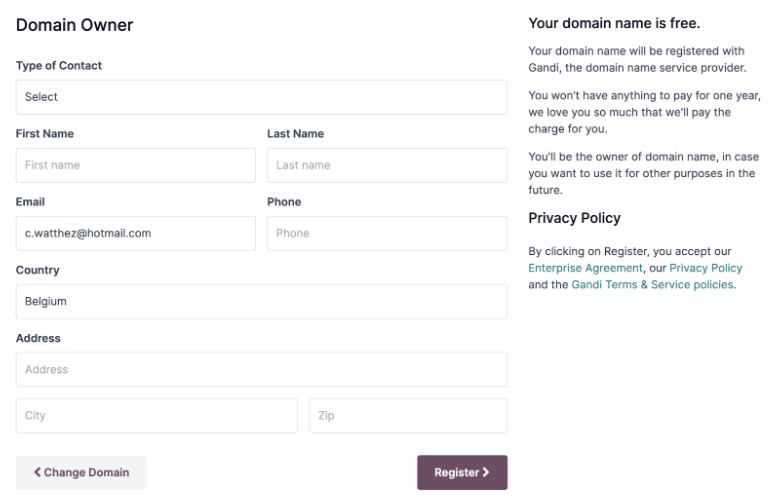 Domain Owner
Type of Contact
Select
First Name
Last Name
First name
Last name
Email
Phone
c.watthez@hotmail.com
Phone
Country
Belgium
Address
Address
City
Zip
Change Domain
Register
Your domain name is free.
Your domain name will be registered with
Gandi, the domain name service provider.
You won't have anything to pay for one year,
we love you so much that we'll pay the
charge for you.
You'll be the owner of domain name, in case
you want to use it for other purposes in the
future.
Privacy Policy
By clicking on Register, you accept our
Enterprise Agreement, our Privacy Policy
and the Gandi Terms & Service policies.